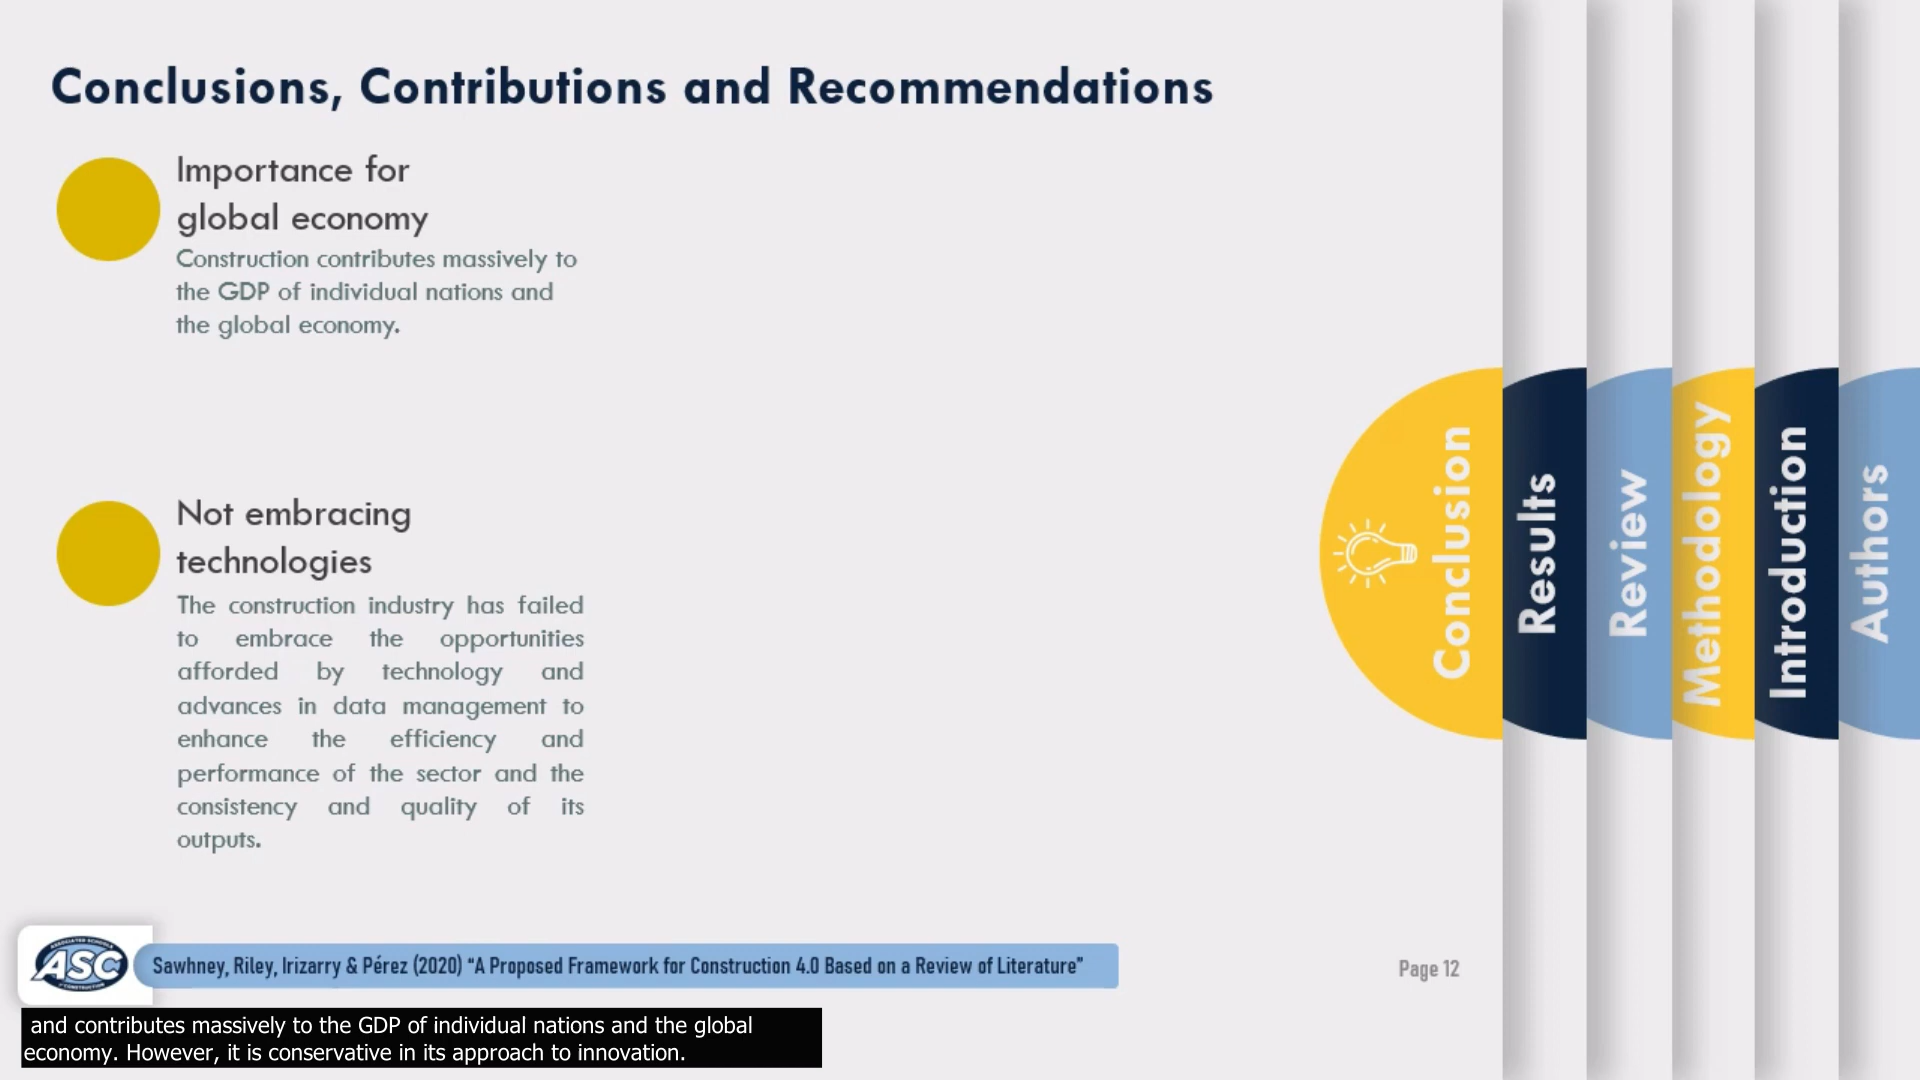 Conclusions, Contributions and Recommendations
Importance for
global economy
Construction contributes massively to
the GDP of individual nations and
the global economy.
Not embracing
technologies
The construction industry has failed
to embrace the opportunities
afforded by technology and
advances in data management to
enhance the efficiency and
performance of the sector and the
consistency and quality of its
outputs.
Conclusion
Results
Review
Methodology
Introduction
Authors
ASSOCIATED SCHOOLS
ASC
of CONSTRUCTION
Sawhney, Riley, Irizarry & Pérez (2020) “A Proposed Framework for Construction 4.0 Based on a Review of Literature”
Page 12
and contributes massively to the GDP of individual nations and the global
economy. However, it is conservative in its approach to innovation.